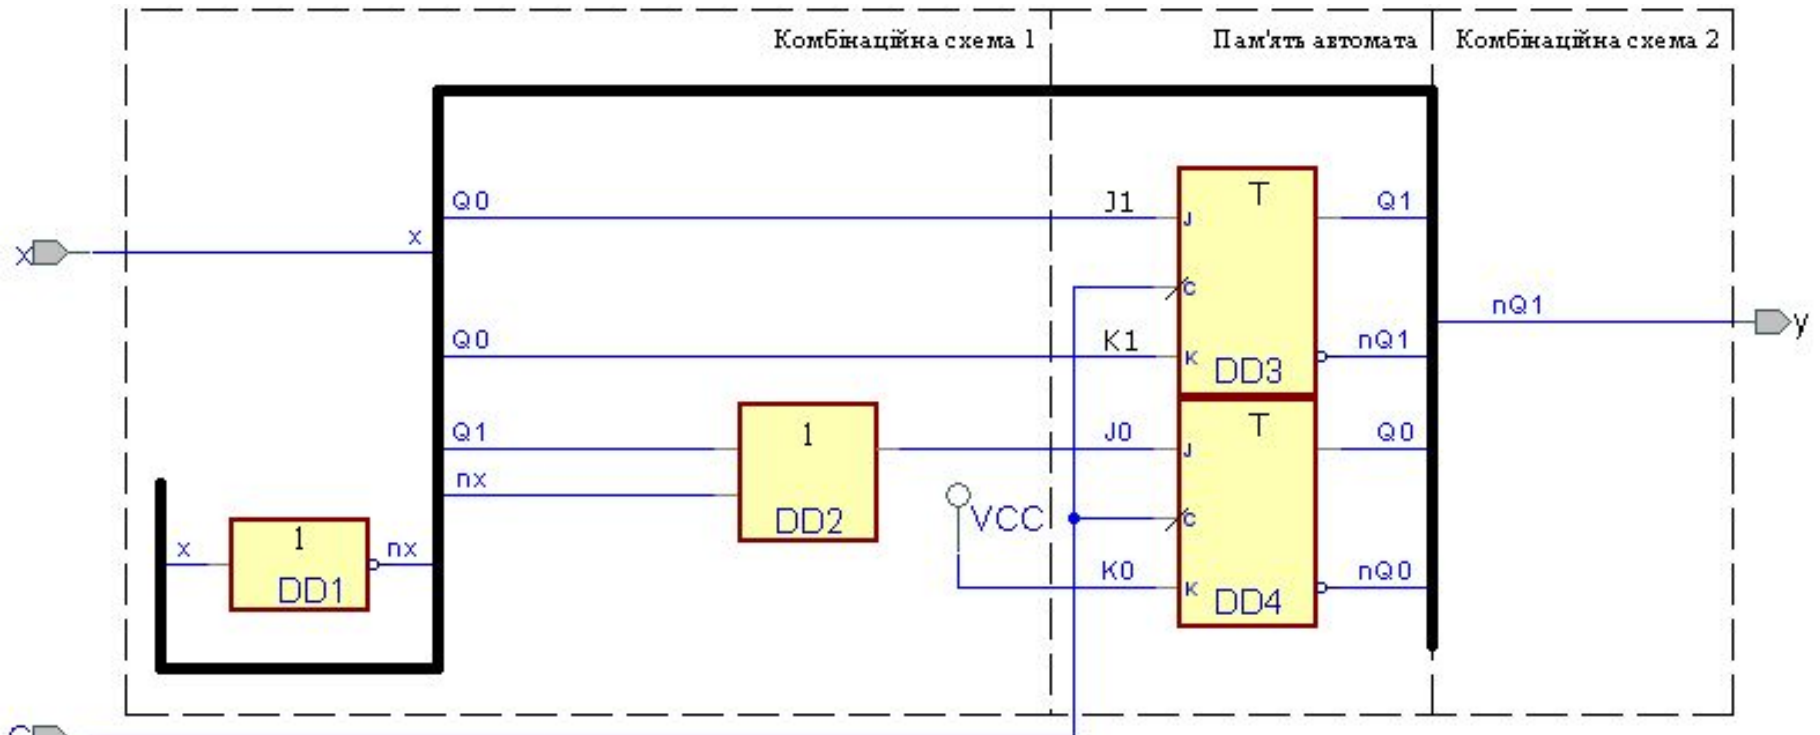 Комбінаційна схема 1
Пам'ять автомата
Комбінаційна схема 2
Q0
J1
T
Q1
x
x
J
C
nQ1
y
Q0
K1
K
nQ1
DD3
Q1
1
J0
T
Q0
J
nx
VCC
C
DD2
x
1
nx
DD1
K0
K
nQ0
DD4
C